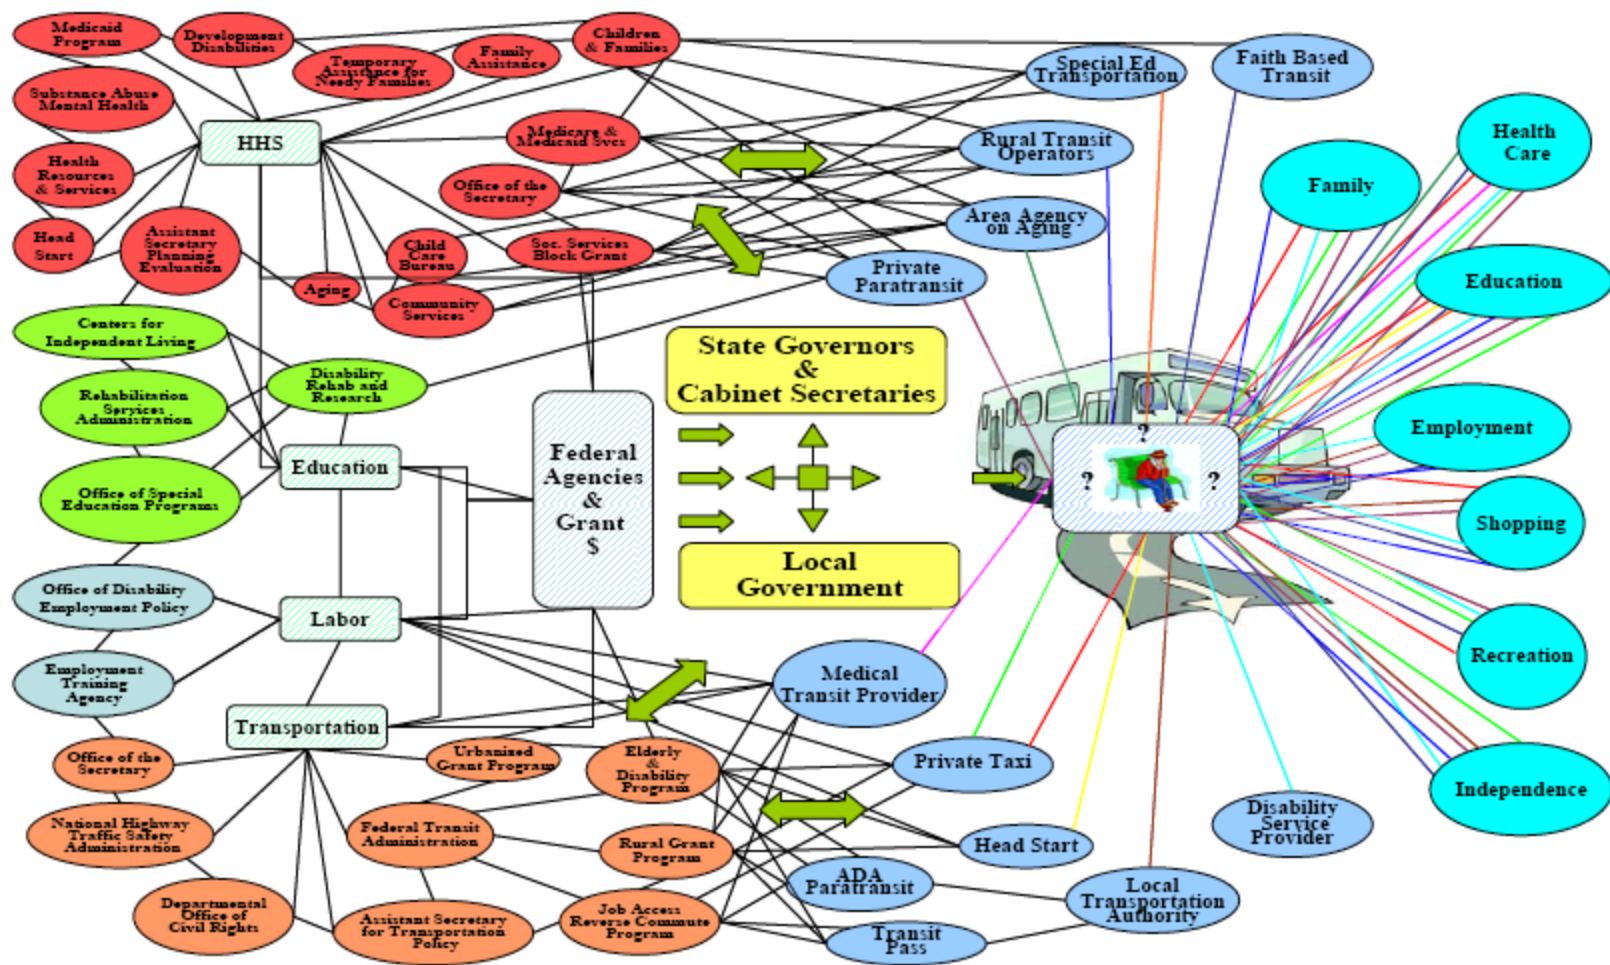 Medicaid
Program
Development
Disabilities
Temporary
Assistance for
Needy Families
Family
Assistance
Children
& Families
Special Ed
Transportation
Faith Based
Transit
Substance Abuse
Mental Health
HHS
Medicare &
Medicaid Svcs
Rural Transit
Operators
Health
Care
Health
Resources
& Services
Office of the
Secretary
Family
Head
Start
Assistant
Secretary
Planning
Evaluation
Child
Care
Bureau
Soc. Services
Block Grant
Area Agency
on Aging
Aging
Community
Services
Private
Paratransit
Education
Centers for
Independent Living
State Governors
&
Cabinet Secretaries
Disability
Rehab and
Research
Rehabilitation
Services
Administration
Education
Federal
Agencies
&
Grant
$
?
?
?
Employment
Office of Special
Education Programs
Shopping
Local
Government
Office of Disability
Employment Policy
Labor
Employment
Training
Agency
Medical
Transit Provider
Recreation
Transportation
Office of the
Secretary
Urbanized
Grant Program
Elderly
&
Disability
Program
Private Taxi
Independence
National Highway
Traffic Safety
Administration
Federal Transit
Administration
Rural Grant
Program
Head Start
Disability
Service
Provider
ADA
Paratransit
Local
Transportation
Authority
Departmental
Office of
Civil Rights
Assistant Secretary
for Transportation
Policy
Job Access
Reverse Commute
Program
Transit
Pass